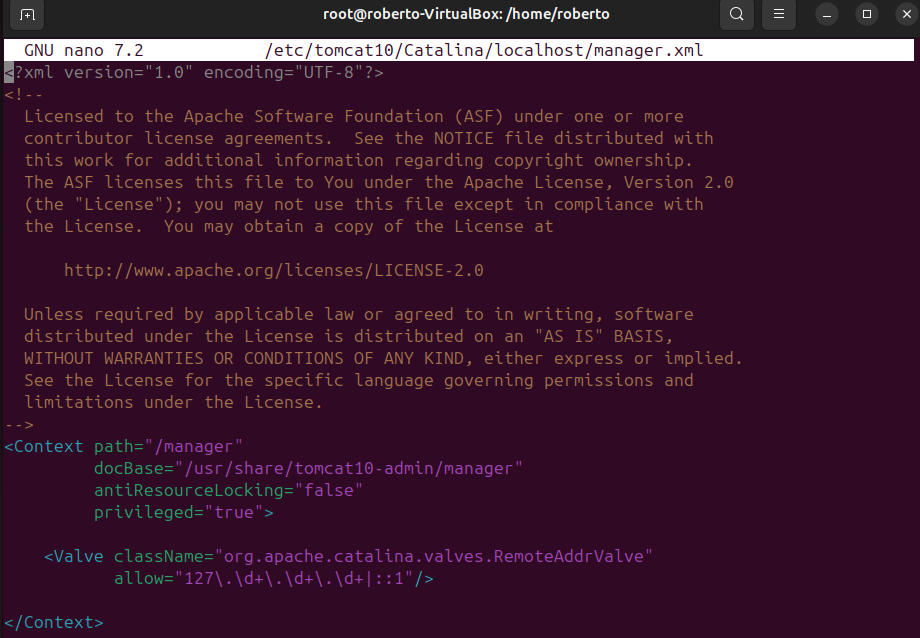 root@roberto-VirtualBox: /home/roberto
GNU nano 7.2 /etc/tomcat10/Catalina/localhost/manager.xml
<?xml version="1.0" encoding="UTF-8"?>
<!--
  Licensed to the Apache Software Foundation (ASF) under one or more
  contributor license agreements.  See the NOTICE file distributed with
  this work for additional information regarding copyright ownership.
  The ASF licenses this file to You under the Apache License, Version 2.0
  (the "License"); you may not use this file except in compliance with
  the License.  You may obtain a copy of the License at

      http://www.apache.org/licenses/LICENSE-2.0

  Unless required by applicable law or agreed to in writing, software
  distributed under the License is distributed on an "AS IS" BASIS,
  WITHOUT WARRANTIES OR CONDITIONS OF ANY KIND, either express or implied.
  See the License for the specific language governing permissions and
  limitations under the License.
-->
<Context path="/manager"
         docBase="/usr/share/tomcat10-admin/manager"
         antiResourceLocking="false"
         privileged="true">

    <Valve className="org.apache.catalina.valves.RemoteAddrValve"
           allow="127\.\d+\.\d+\.\d+|::1"/>

</Context>